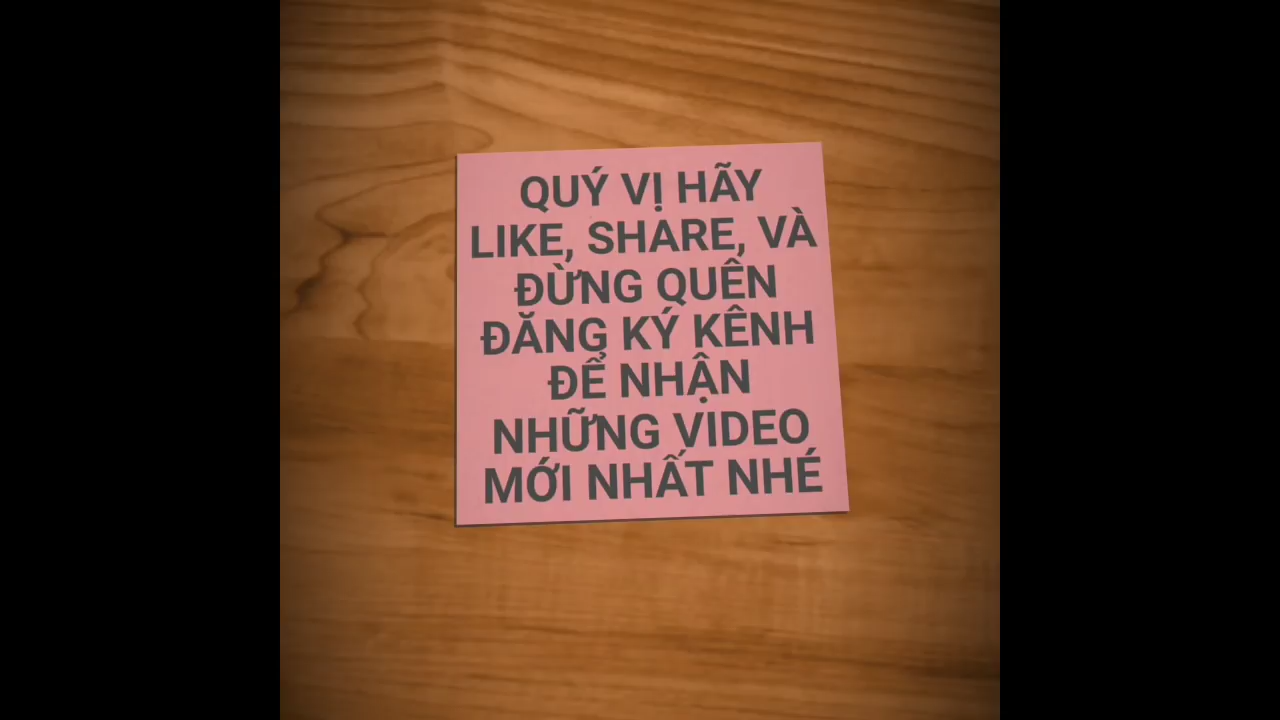 QUÝ VỊ HÃY
LIKE, SHARE, VÀ
ĐỪNG QUÊN
ĐĂNG KÝ KÊNH
ĐỂ NHẬN
NHỮNG VIDEO
MỚI NHẤT NHÉ